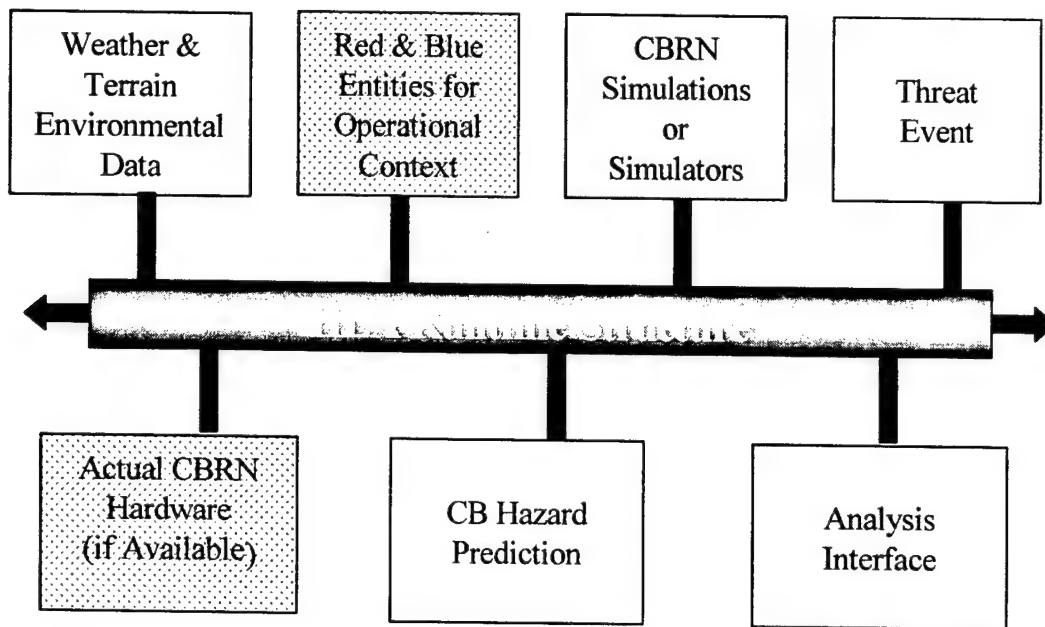 Weather &
Terrain
Environmental
Data
Red & Blue
Entities for
Operational
Context
CBRN
Simulations
or
Simulators
Threat
Event
Actual CBRN
Hardware
(if Available)
CB Hazard
Prediction
Analysis
Interface